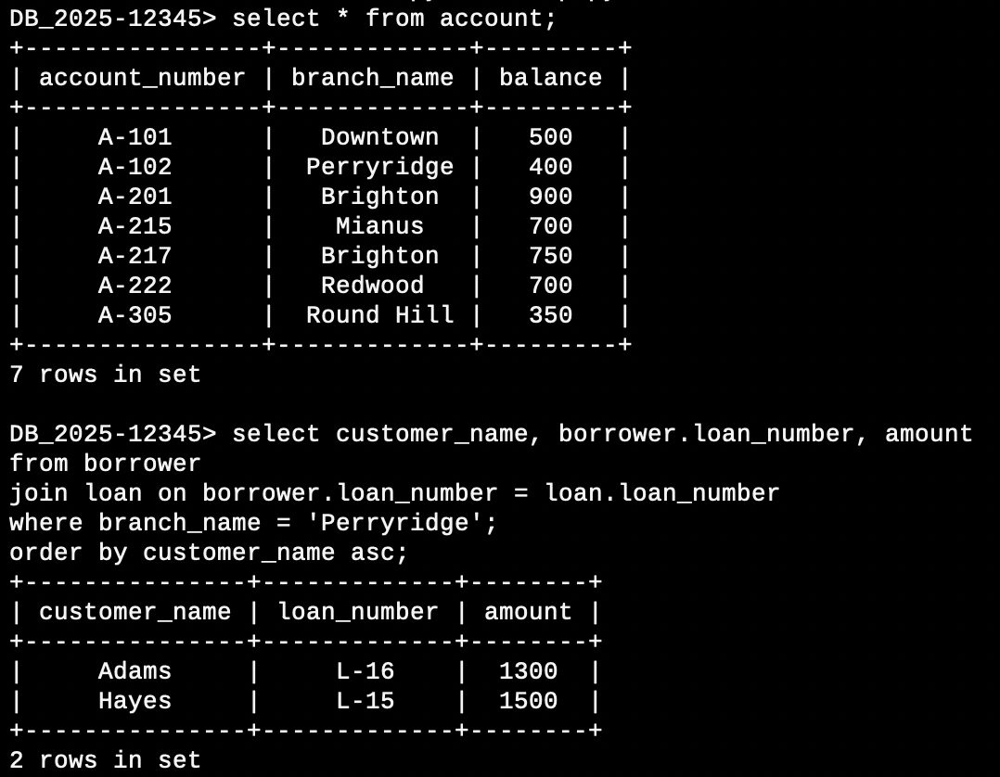 DB_2025-12345> select * from account;
+----------------+-------------+---------+
| account_number | branch_name | balance |
+----------------+-------------+---------+
|     A-101      |   Downtown  |   500   |
|     A-102      |  Perryridge |   400   |
|     A-201      |   Brighton  |   900   |
|     A-215      |    Mianus   |   700   |
|     A-217      |   Brighton  |   750   |
|     A-222      |   Redwood   |   700   |
|     A-305      |  Round Hill |   350   |
+----------------+-------------+---------+
7 rows in set
DB_2025-12345> select customer_name, borrower.loan_number, amount
from borrower
join loan on borrower.loan_number = loan.loan_number
where branch_name = 'Perryridge';
order by customer_name asc;
+---------------+-------------+--------+
| customer_name | loan_number | amount |
+---------------+-------------+--------+
|     Adams     |     L-16    |  1300  |
|     Hayes     |     L-15    |  1500  |
+---------------+-------------+--------+
2 rows in set